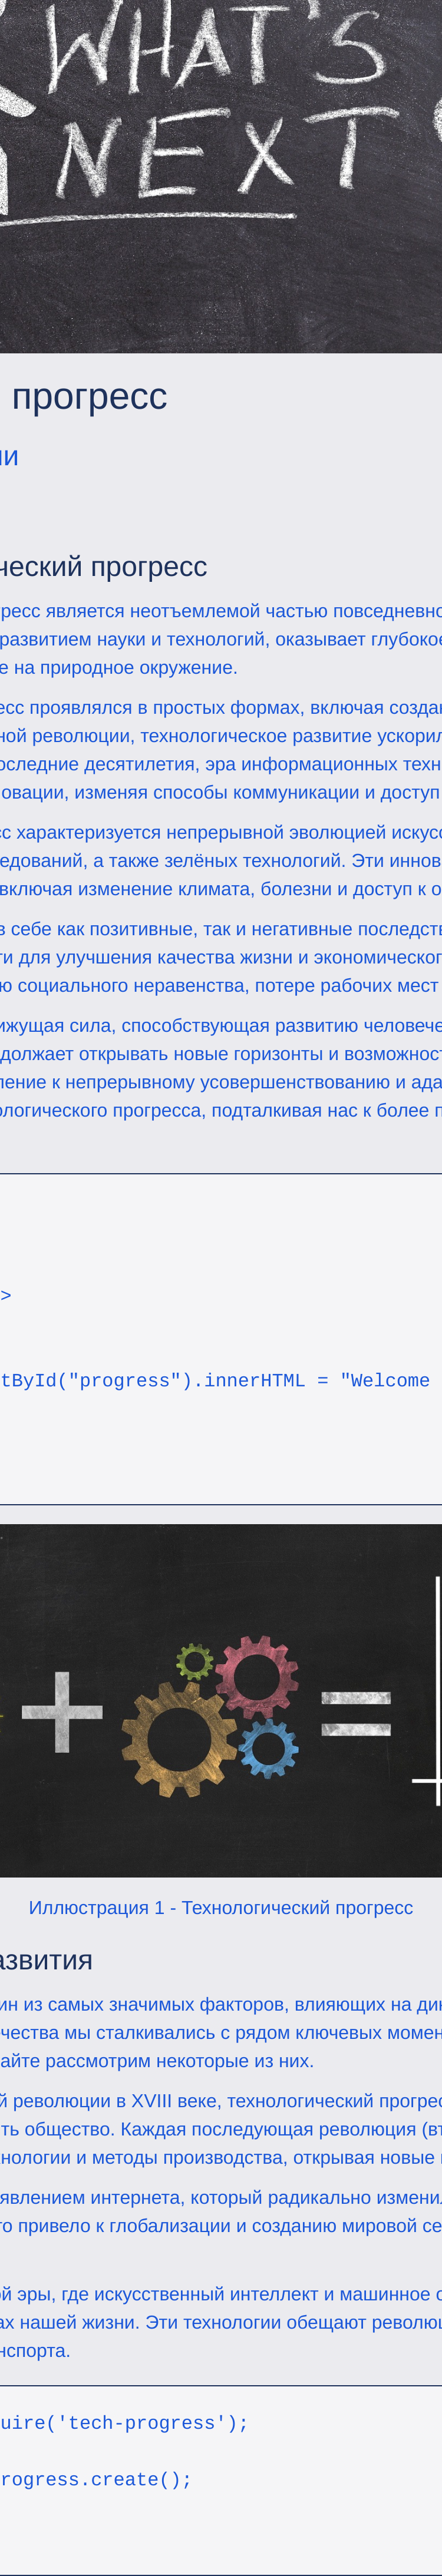 WHAT'S
NEXT
прогресс
ии
ческий прогресс
гресс является неотъемлемой частью повседневно
развитием науки и технологий, оказывает глубокое
е на природное окружение.
есс проявлялся в простых формах, включая создан
ной революции, технологическое развитие ускорил
оследние десятилетия, эра информационных техн
овации, изменяя способы коммуникации и доступ
сс характеризуется непрерывной эволюцией искусс
едований, а также зелёных технологий. Эти иннов
включая изменение климата, болезни и доступ к о
в себе как позитивные, так и негативные последств
ти для улучшения качества жизни и экономическог
ю социального неравенства, потере рабочих мест
ижущая сила, способствующая развитию человече
должает открывать новые горизонты и возможност
ление к непрерывному усовершенствованию и ада
ологического прогресса, подталкивая нас к более п
>
tById("progress").innerHTML = "Welcome
+ =
Иллюстрация 1 - Технологический прогресс
азвития
ин из самых значимых факторов, влияющих на дин
чества мы сталкивались с рядом ключевых момен
айте рассмотрим некоторые из них.
й революции в XVIII веке, технологический прогрес
ть общество. Каждая последующая революция (вт
нологии и методы производства, открывая новые
явлением интернета, который радикально изменил
то привело к глобализации и созданию мировой се
й эры, где искусственный интеллект и машинное о
ах нашей жизни. Эти технологии обещают революц
нспорта.
uire('tech-progress');
rogress.create();